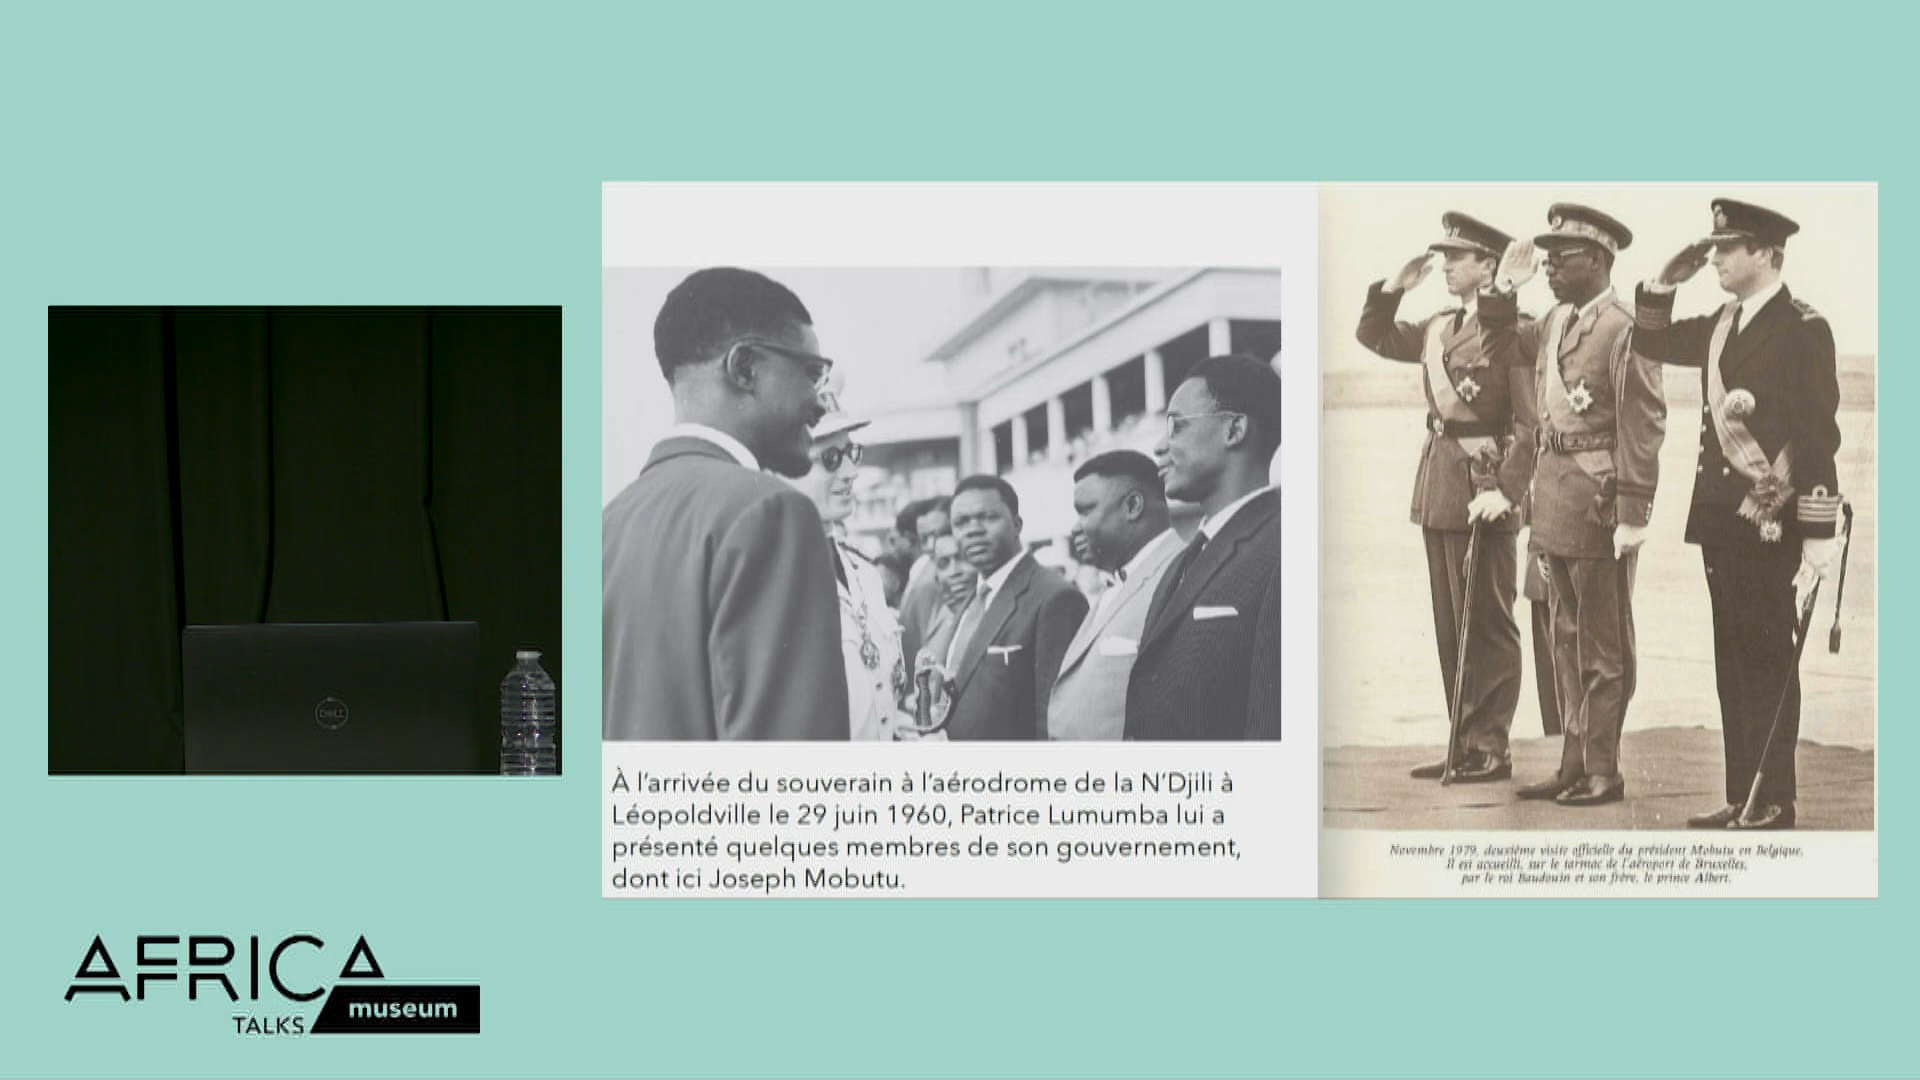 DELL
À l'arrivée du souverain à l'aérodrome de la N'Djili à
Léopoldville le 29 juin 1960, Patrice Lumumba lui a
présenté quelques membres de son gouvernement,
dont ici Joseph Mobutu.
Novembre 1979, deuxième visite officielle du président Mobutu en Belgique.
Il est accueilli, sur le tarmac de l'aéroport de Bruxelles,
par le roi Baudouin et son frère, le prince Albert.
AFRICA
TALKS museum